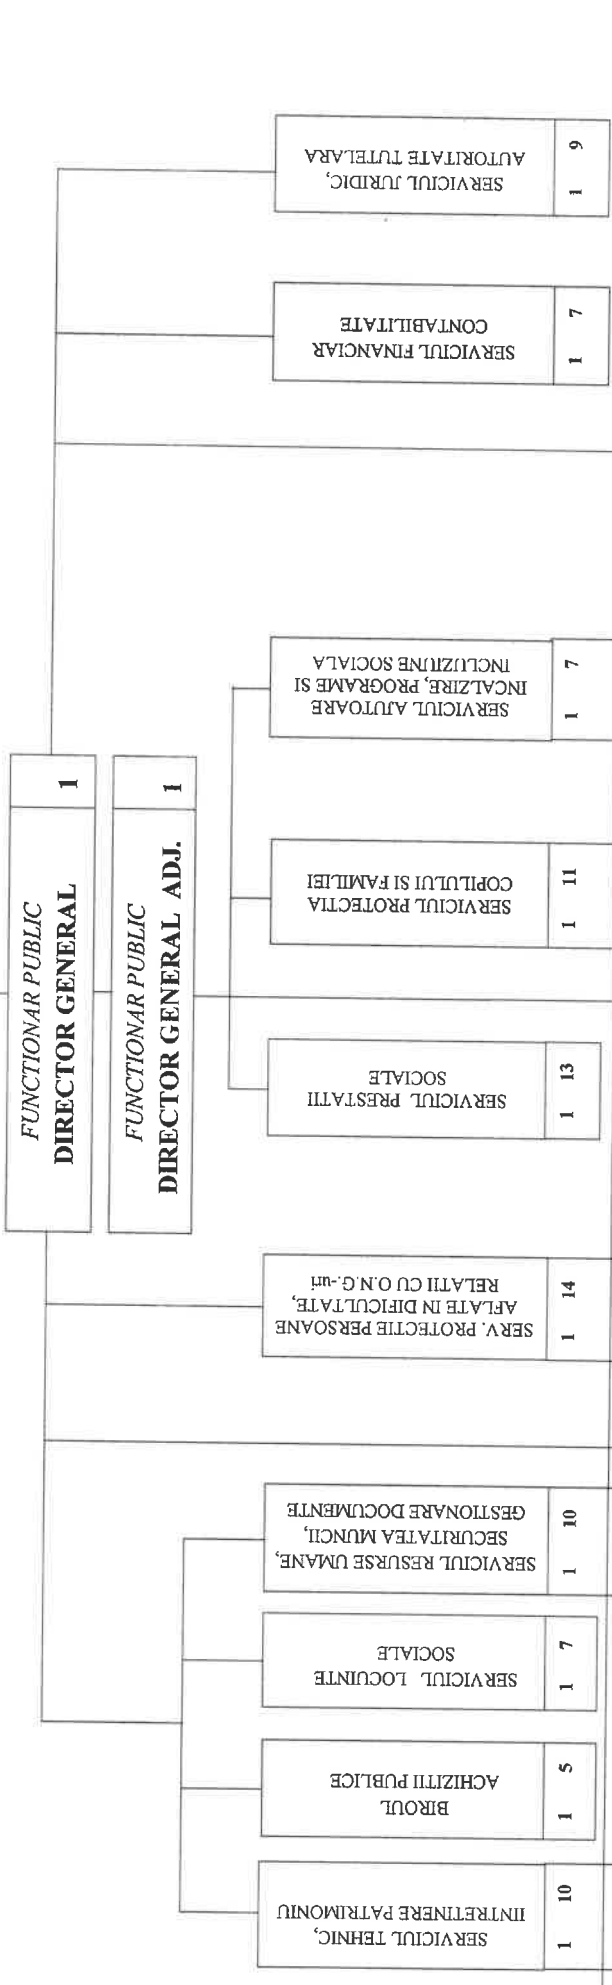 FUNCTIONAR PUBLIC
DIRECTOR GENERAL
1
FUNCTIONAR PUBLIC
DIRECTOR GENERAL ADJ.
1
SERVICIUL TEHNIC,
IINTRETINERE PATRIMONIU
1 10
BIROUL
ACHIZITII PUBLICE
1 5
SERVICIUL LOCUINTE
SOCIALE
1 7
SERVICIUL RESURSE UMANE,
SECURITATEA MUNCII,
GESTIONARE DOCUMENTE
1 10
SERV. PROTECTIE PERSOANE
AFLATE IN DIFICULTATE,
RELATII CU O.N.G.-uri
1 14
SERVICIUL PRESTATII
SOCIALE
1 13
SERVICIUL PROTECTIA
COPILULUI SI FAMILIEI
1 11
SERVICIUL AJUTOARE
INCALZIRE, PROGRAME SI
INCLUZIUNE SOCIALA
1 7
SERVICIUL FINANCIAR
CONTABILITATE
1 7
SERVICIUL JURIDIC,
AUTORITATE TUTELARA
1 9